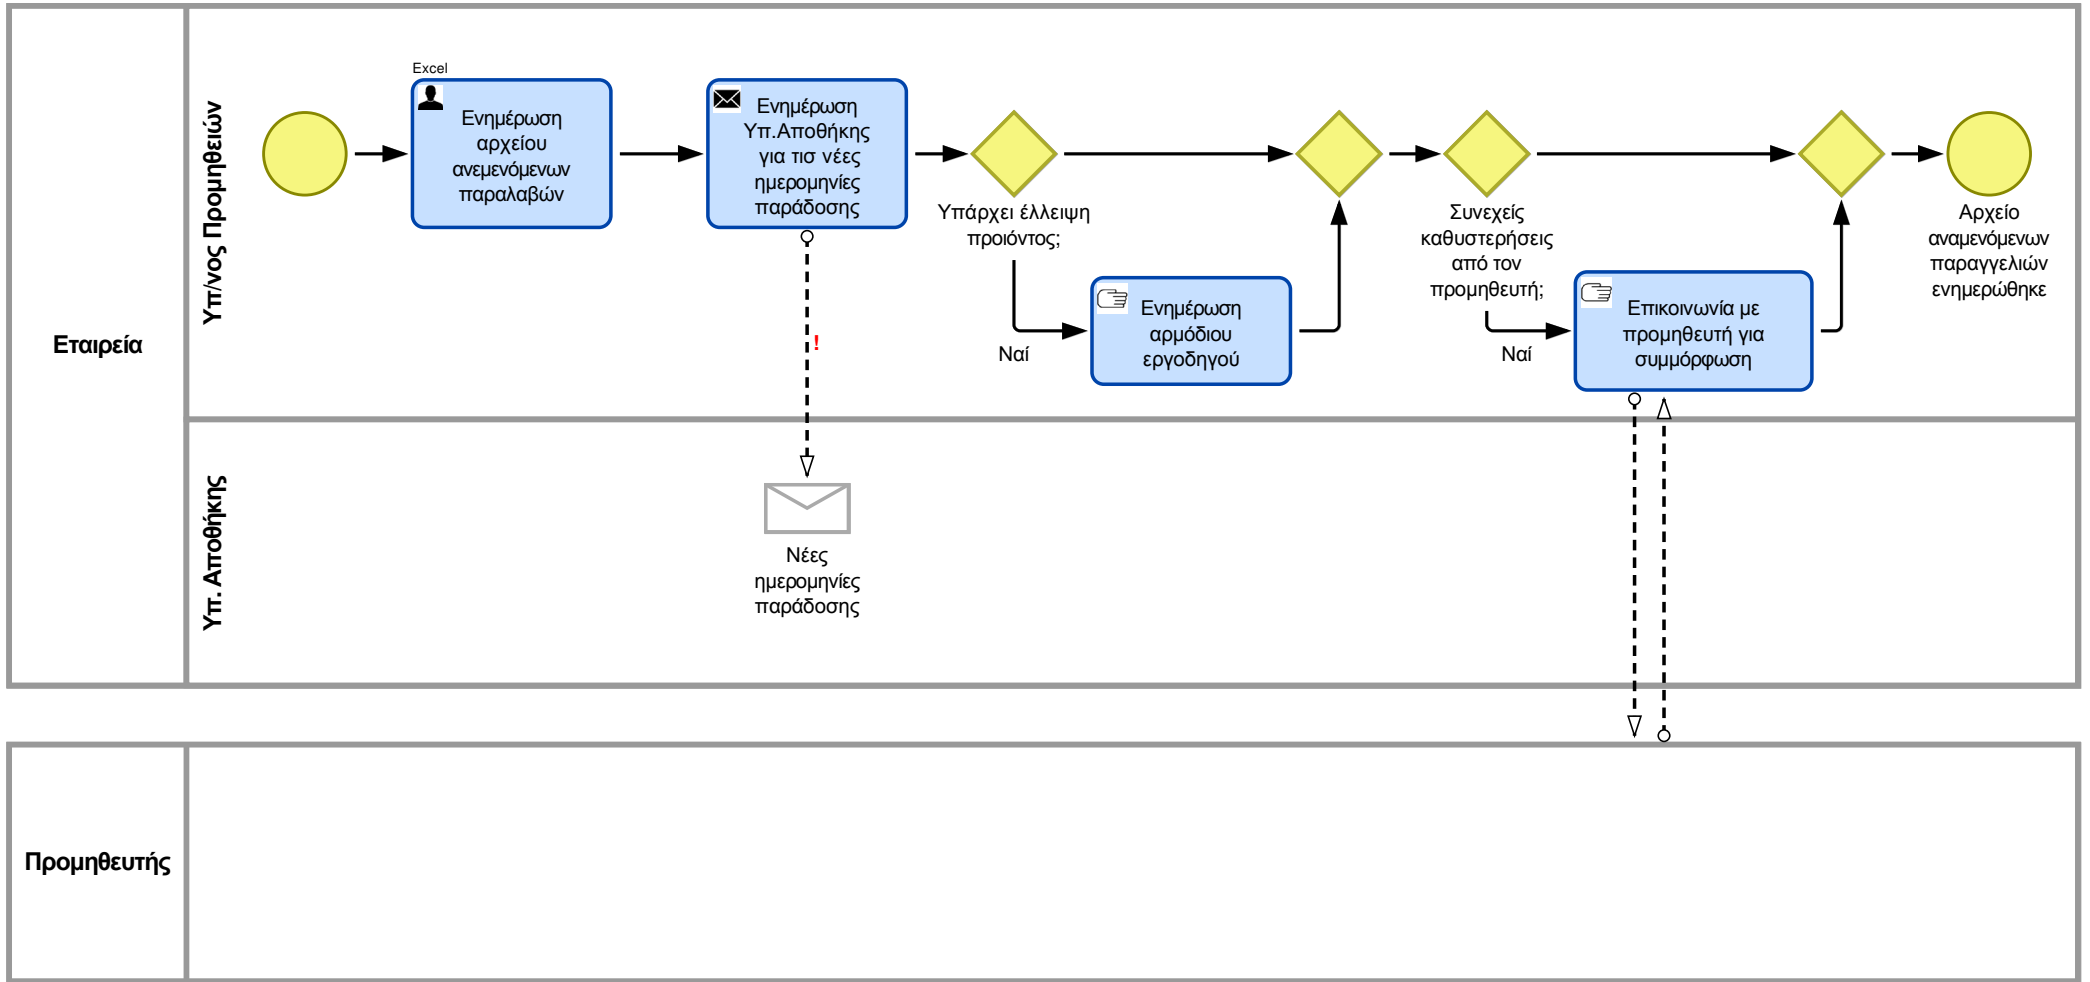 Εταιρεία
Υπ/νος Προμηθειών
Excel
Ενημέρωση
αρχείου
ανεμενόμενων
παραλαβών
Ενημέρωση
Υπ.Αποθήκης
για τισ νέες
ημερομηνίες
παράδοσης
Υπάρχει έλλειψη
προιόντος;
Ναί
Ενημέρωση
αρμόδιου
εργοδηγού
Συνεχείς
καθυστερήσεις
από τον
προμηθευτή;
Ναί
Επικοινωνία με
προμηθευτή για
συμμόρφωση
Αρχείο
αναμενόμενων
παραγγελιών
ενημερώθηκε
!
Υπ. Αποθήκης
Νέες
ημερομηνίες
παράδοσης
Προμηθευτής